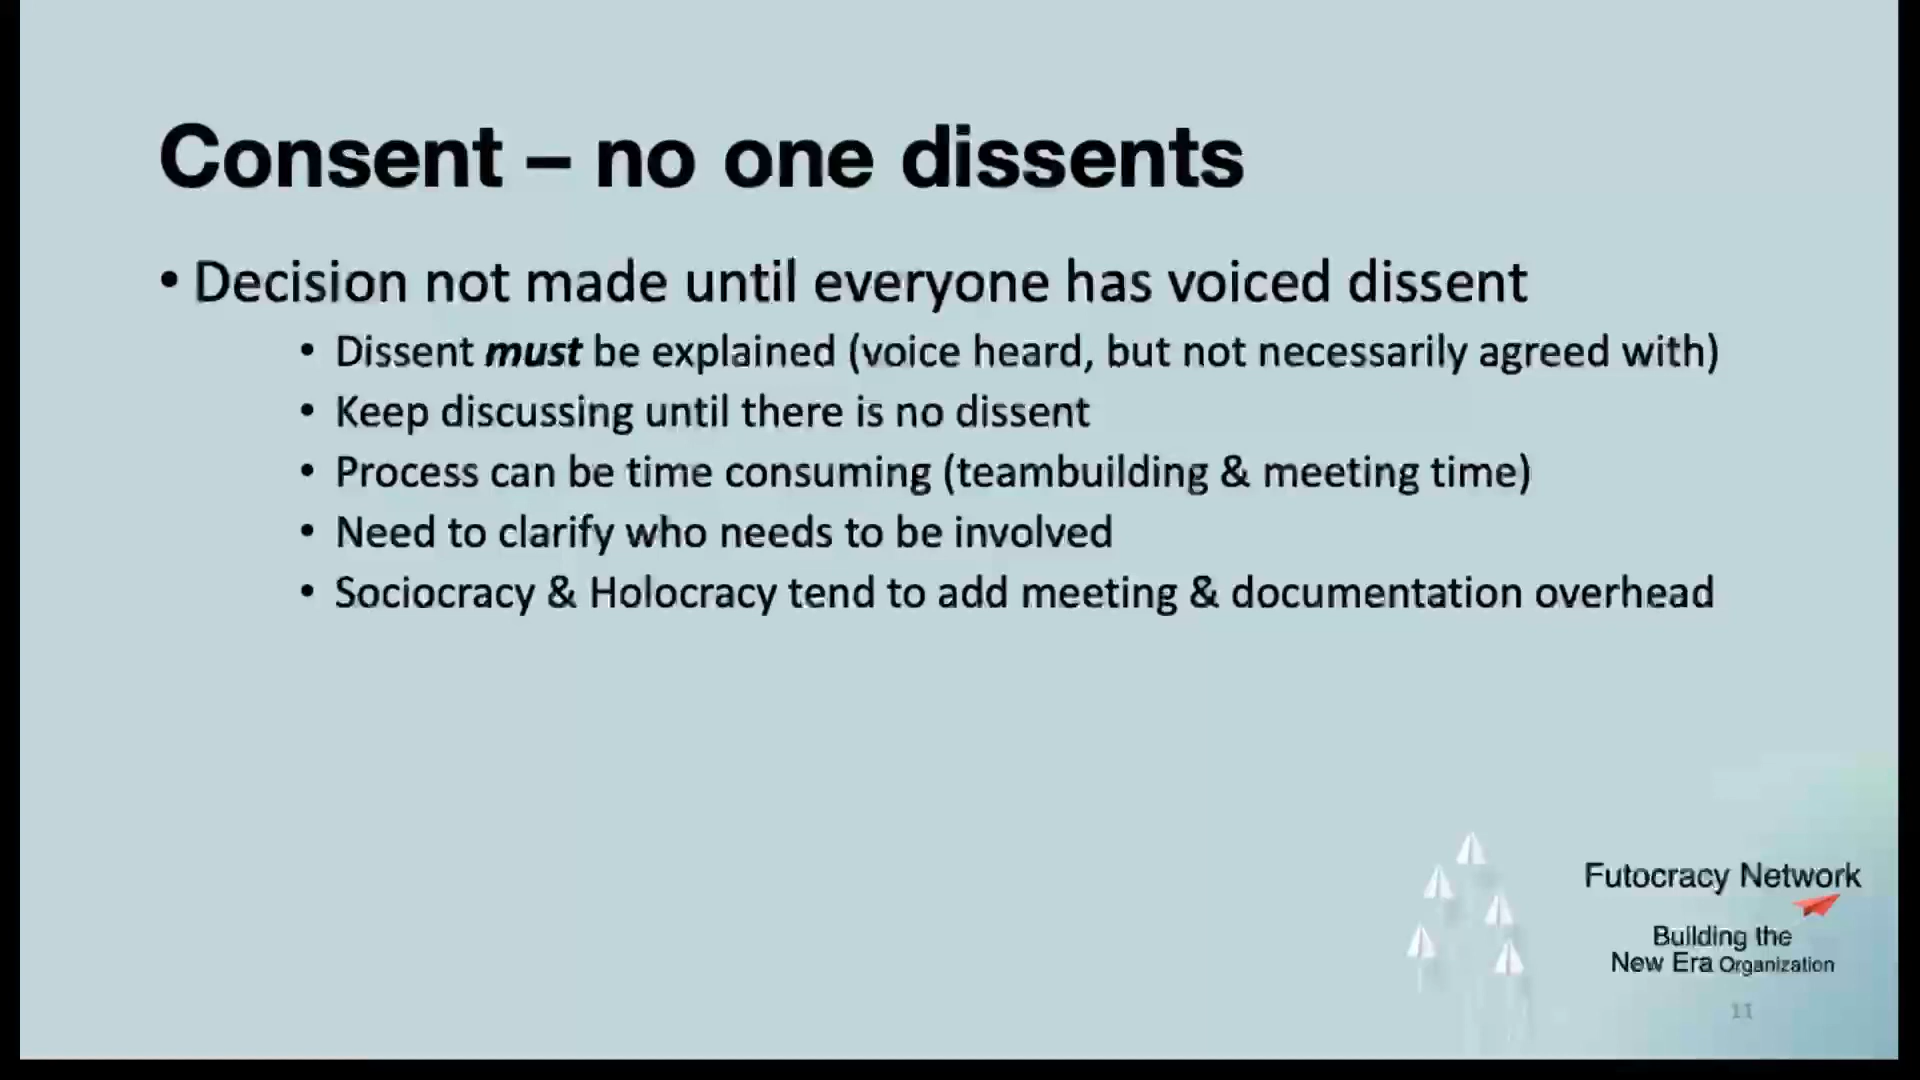 Consent – no one dissents
• Decision not made until everyone has voiced dissent
• Dissent must be explained (voice heard, but not necessarily agreed with)
• Keep discussing until there is no dissent
• Process can be time consuming (teambuilding & meeting time)
• Need to clarify who needs to be involved
• Sociocracy & Holocracy tend to add meeting & documentation overhead
Futocracy Network
Building the
New Era Organization
11